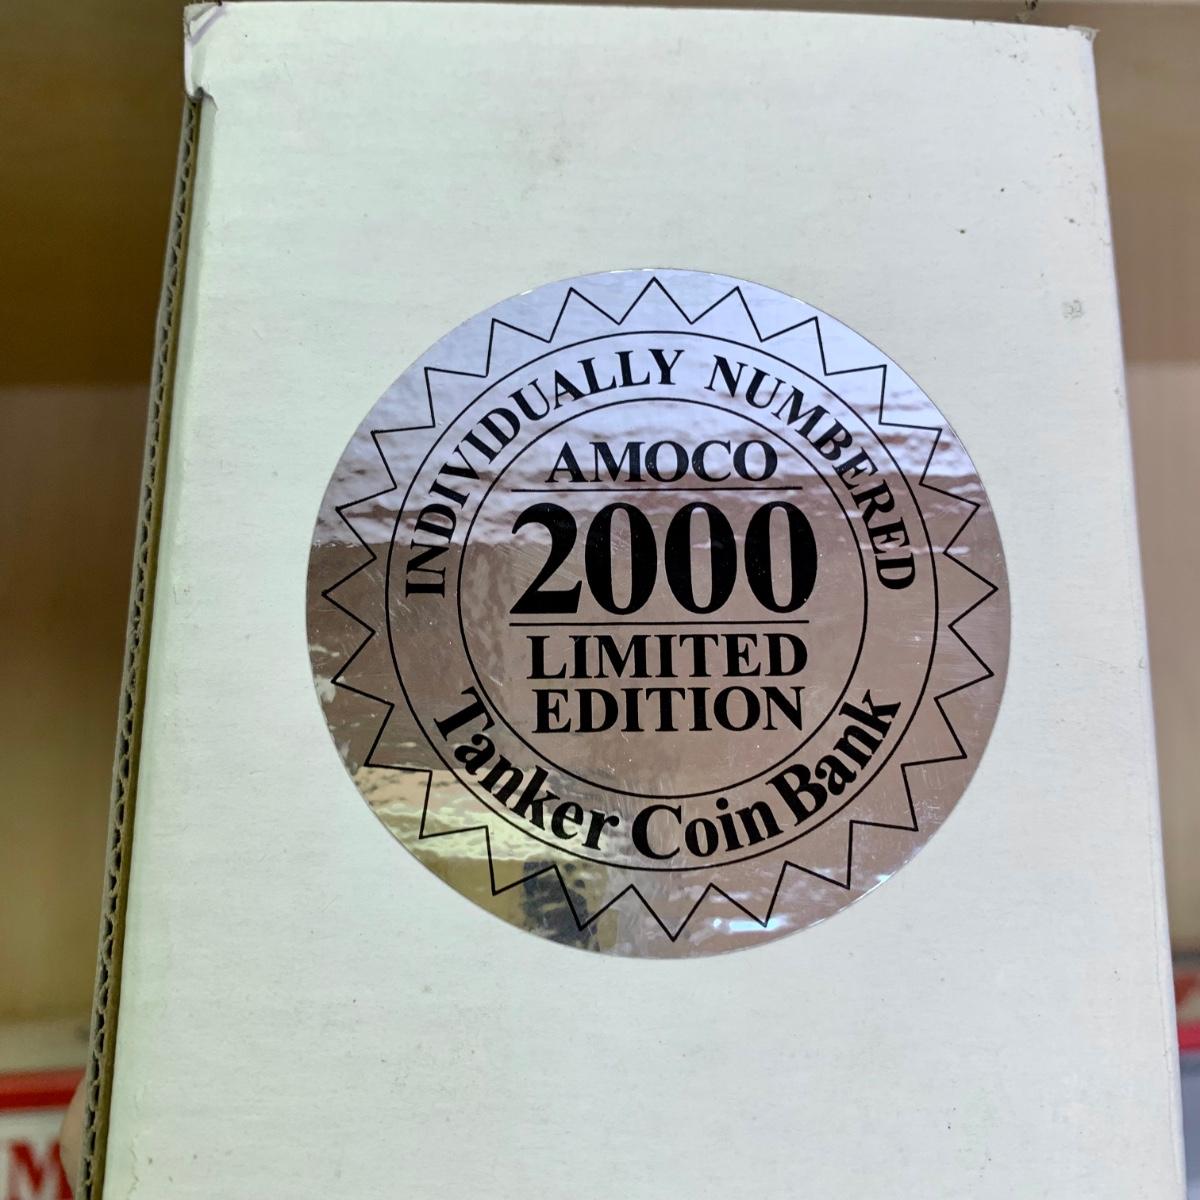 INDIVIDUALLY NUMBERED
AMOCO
2000
LIMITED
EDITION
Tanker Coin Bank
M